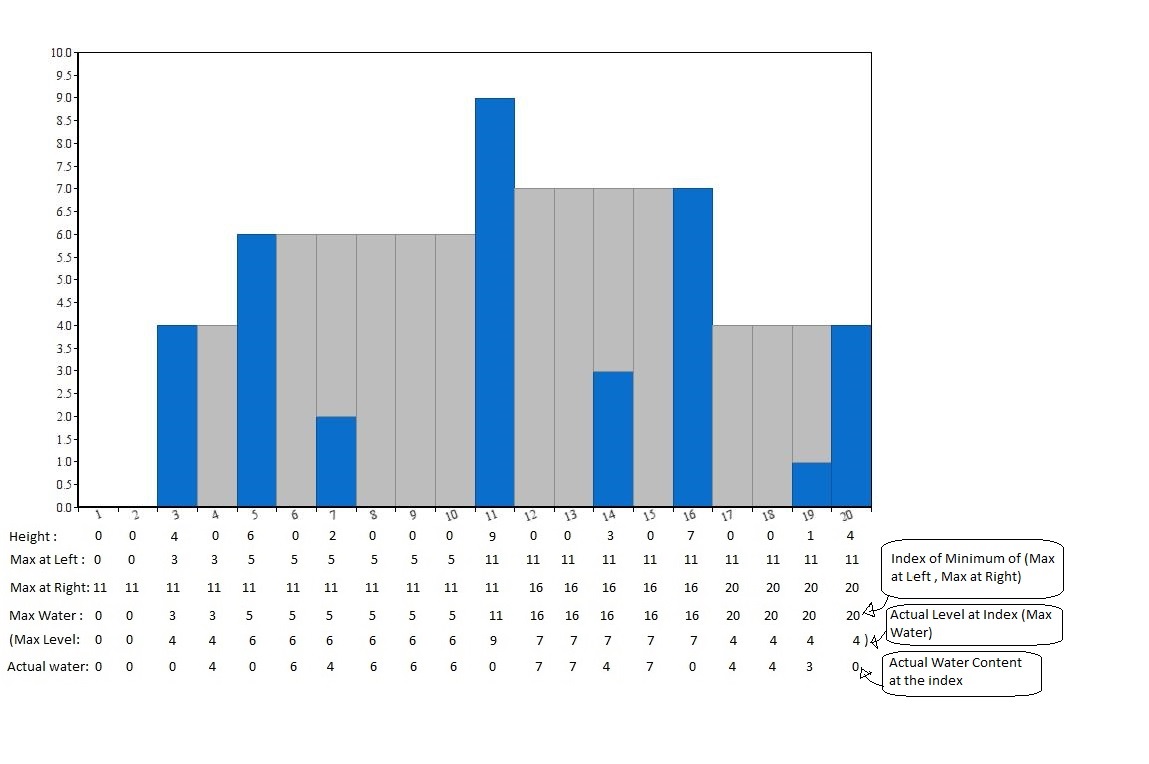 10.0
9.5
9.0
8.5
8.0
7.5
7.0
6.5
6.0
5.5
5.0
4.5
4.0
3.5
3.0
2.5
2.0
1.5
1.0
0.5
0.0
1 2 3 4 5 6 7 8 9 10 11 12 13 14 15 16 17 18 19 20
Height : 0 0 4 0 6 0 2 0 0 0 9 0 0 3 0 7 0 0 1 4
Max at Left : 0 0 3 3 5 5 5 5 5 5 11 11 11 11 11 11 11 11 11 11
Max at Right: 11 11 11 11 11 11 11 11 11 11 11 16 16 16 16 16 20 20 20 20
Max Water : 0 0 3 3 5 5 5 5 5 5 11 16 16 16 16 16 20 20 20 20
(Max Level: 0 0 4 4 6 6 6 6 6 6 9 7 7 7 7 7 4 4 4 4 )
Actual water: 0 0 0 4 0 6 4 6 6 6 0 7 7 4 7 0 4 4 3 0
Index of Minimum of (Max
at Left , Max at Right)
Actual Level at Index (Max
Water)
Actual Water Content
at the index